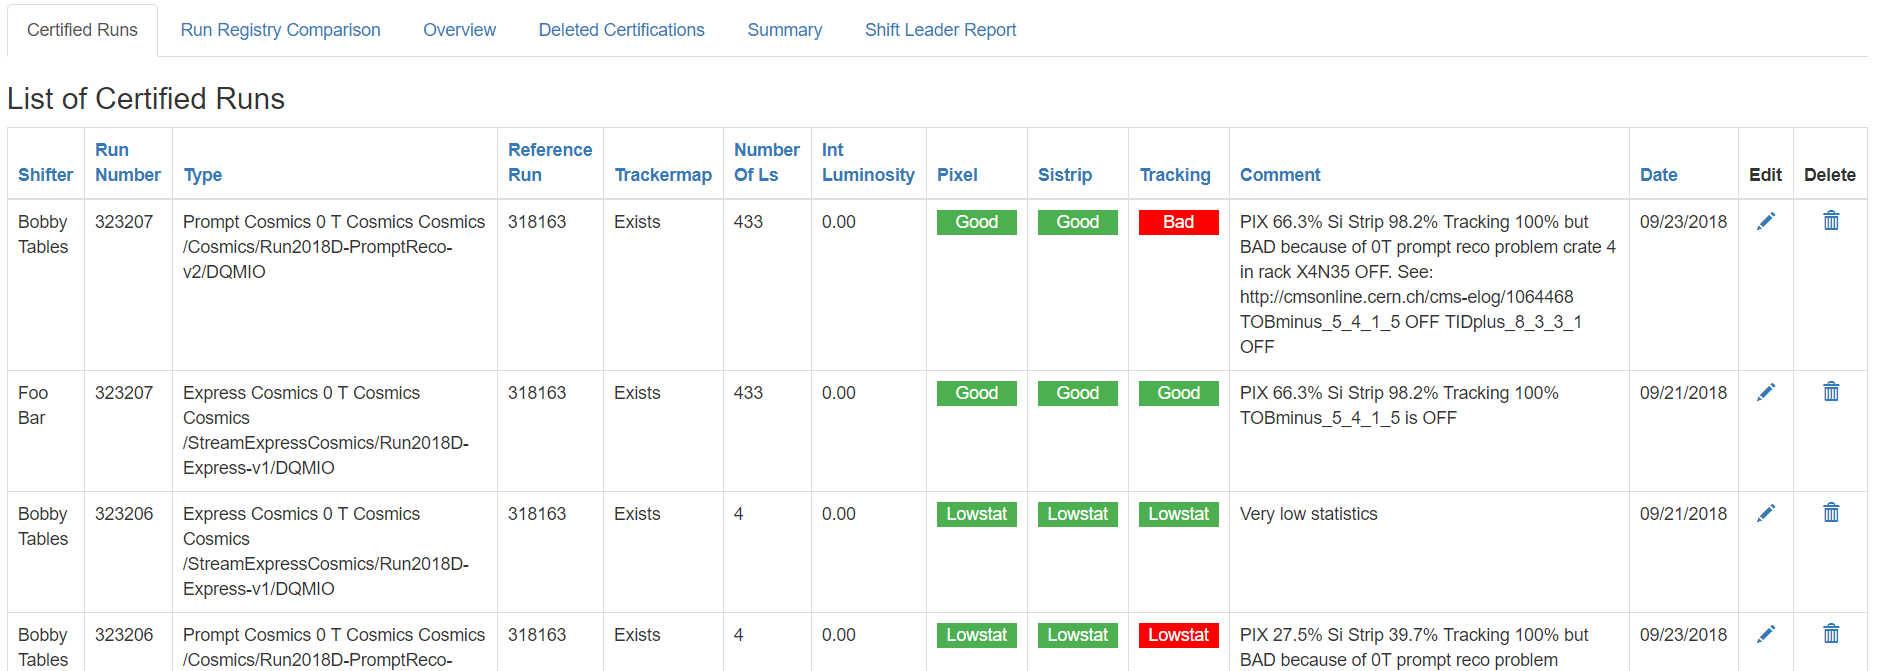 Certified Runs Run Registry Comparison Overview Deleted Certifications Summary Shift Leader Report
List of Certified Runs
Shifter Run Number Type Reference Run Trackermap Number Of Ls Int Luminosity Pixel Sistrip Tracking Comment Date Edit Delete
Bobby
Tables
323207
Prompt Cosmics 0 T Cosmics Cosmics
/Cosmics/Run2018D-PromptReco-
v2/DQMIO
318163
Exists
433
0.00
Good
Good
Bad
PIX 66.3% Si Strip 98.2% Tracking 100% but
BAD because of 0T prompt reco problem crate 4
in rack X4N35 OFF. See:
http://cmsonline.cern.ch/cms-elog/1064468
TOBminus_5_4_1_5 OFF TIDplus_8_3_3_1
OFF
09/23/2018
Foo
Bar
323207
Express Cosmics 0 T Cosmics
Cosmics
/StreamExpressCosmics/Run2018D-
Express-v1/DQMIO
318163
Exists
433
0.00
Good
Good
Good
PIX 66.3% Si Strip 98.2% Tracking 100%
TOBminus_5_4_1_5 is OFF
09/21/2018
Bobby
Tables
323206
Express Cosmics 0 T Cosmics
Cosmics
/StreamExpressCosmics/Run2018D-
Express-v1/DQMIO
318163
Exists
4
0.00
Lowstat
Lowstat
Lowstat
Very low statistics
09/21/2018
Bobby
Tables
323206
Prompt Cosmics 0 T Cosmics Cosmics
/Cosmics/Run2018D-PromptReco-
318163
Exists
4
0.00
Lowstat
Lowstat
Lowstat
PIX 27.5% Si Strip 39.7% Tracking 100% but
BAD because of 0T prompt reco problem
09/23/2018